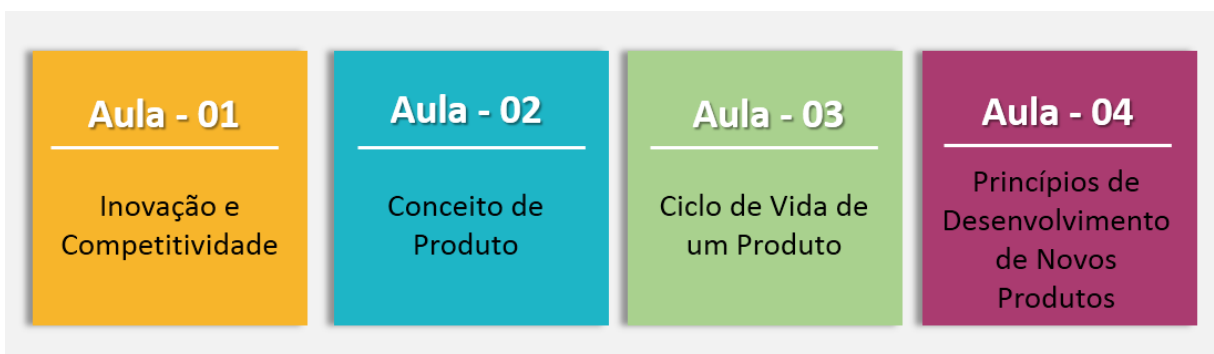 Aula - 01
Inovação e
Competitividade
Aula - 02
Conceito de
Produto
Aula - 03
Ciclo de Vida de
um Produto
Aula - 04
Princípios de
Desenvolvimento
de Novos
Produtos